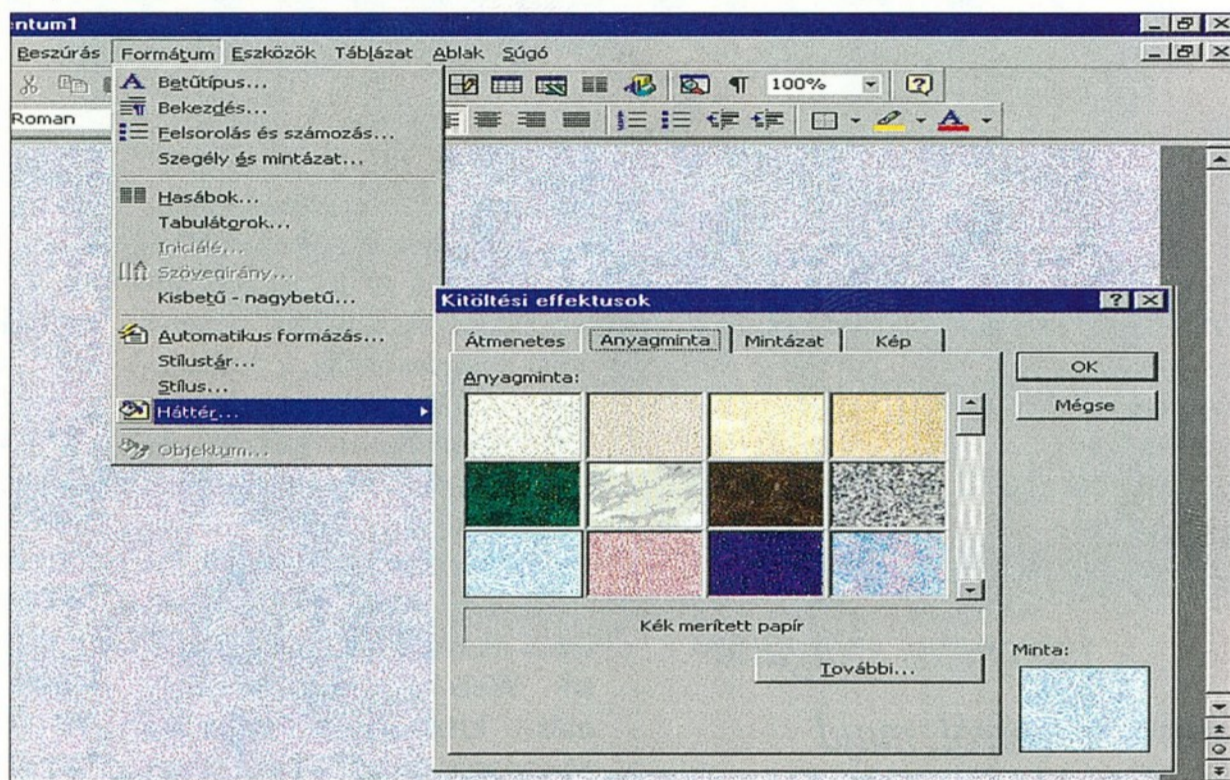 ntum1
Beszúrás Formátum Eszközök Táblázat Ablak Súgó
100%
Roman
Betűtípus...
Bekezdés...
Felsorolás és számozás...
Szegély és mintázat...
Hasábok...
Tabulátorok...
Iniciálé...
Szövegirány...
Kisbetű - nagybetű...
Automatikus formázás...
Stílustár...
Stílus...
Háttér...
Objektum...
Kitöltési effektusok
Átmenetes Anyagminta Mintázat Kép
Anyagminta:
OK
Mégse
Kék merített papír
További...
Minta: